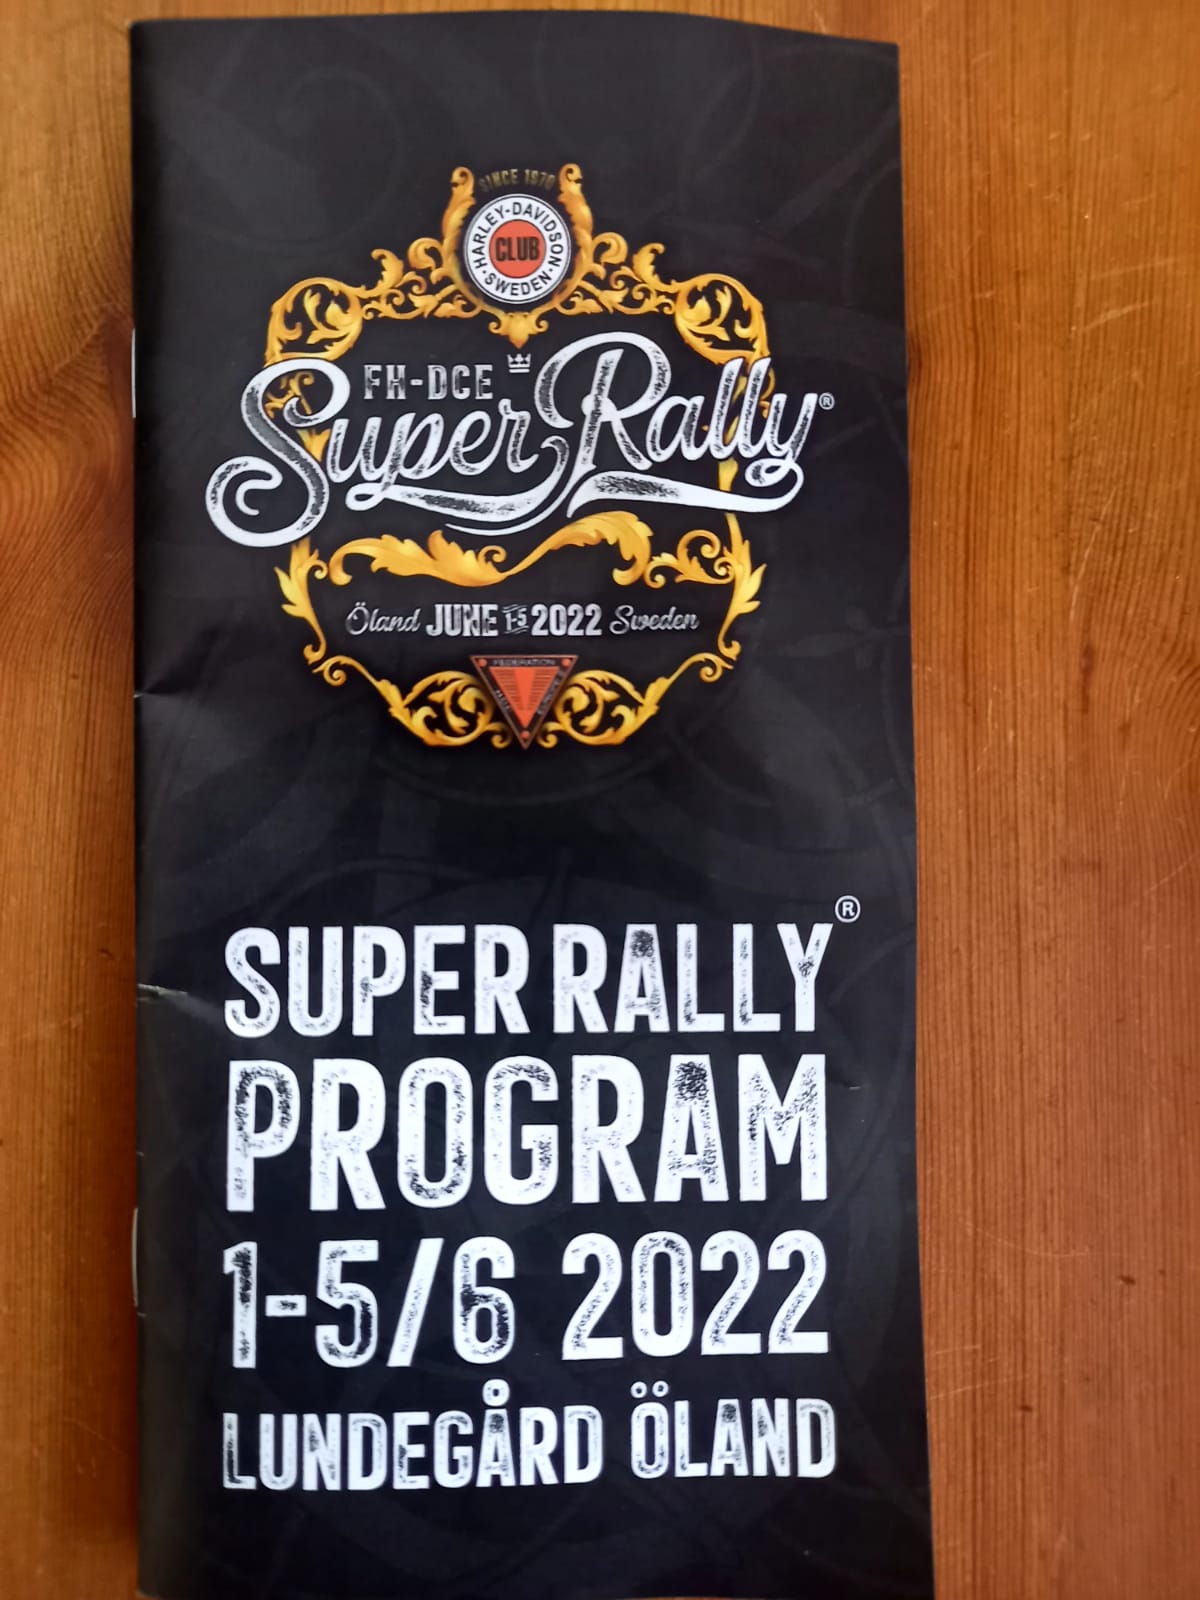 SINCE 1970
HARLEY-DAVIDSON
CLUB
SWEDEN
FH-DCE
Super Rally®
Öland JUNE 1-5 2022 Sweden
FEDERATION
SUPER RALLY®
PROGRAM
1-5/6 2022
LUNDEGÅRD ÖLAND